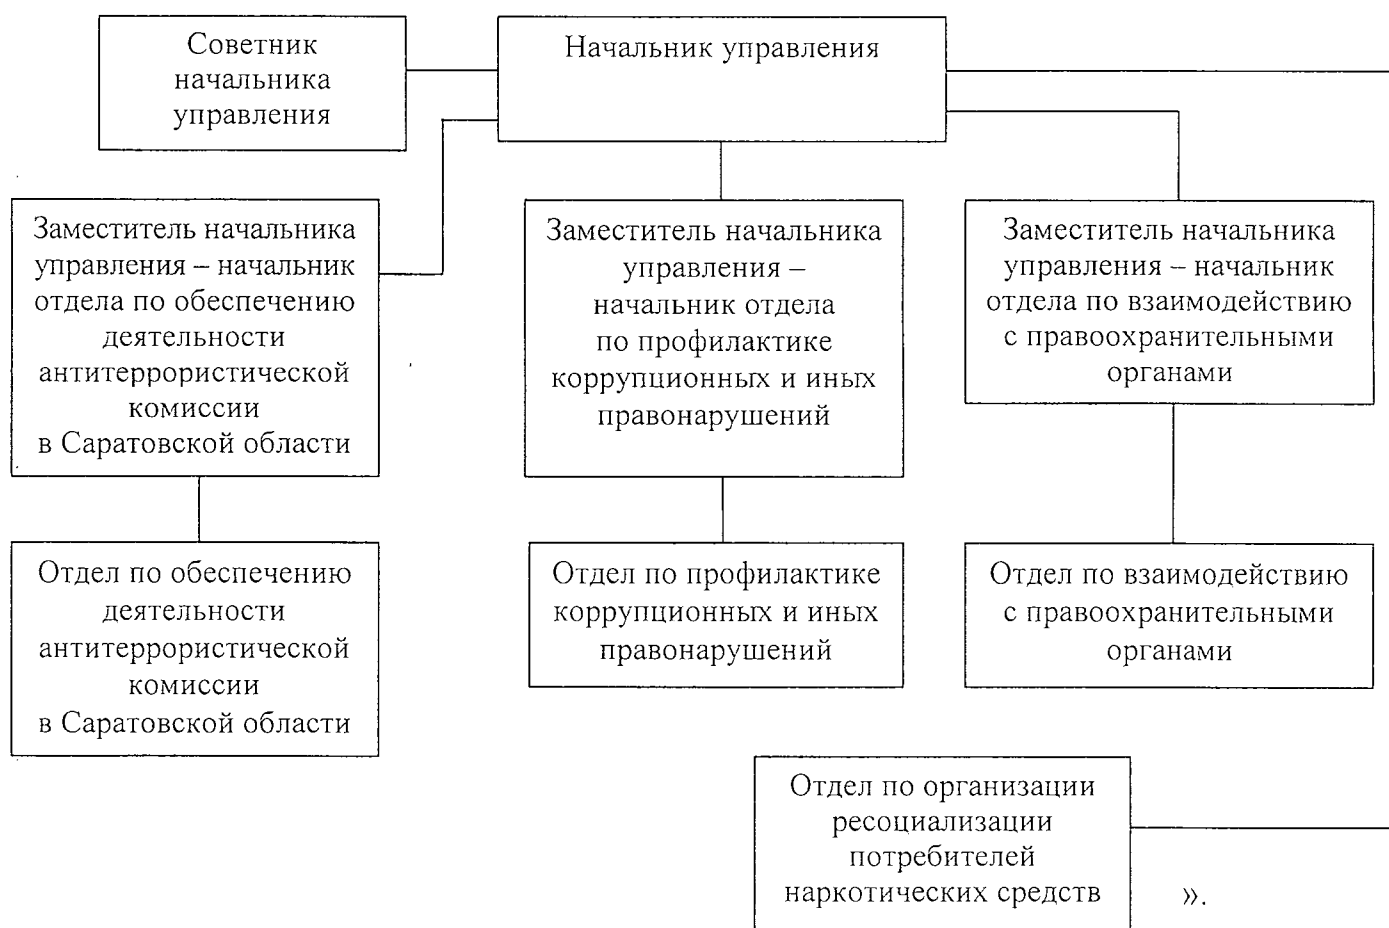 Советник
начальника
управления
Начальник управления
Заместитель начальника
управления – начальник
отдела по обеспечению
деятельности
антитеррористической
комиссии
в Саратовской области
Заместитель начальника
управления –
начальник отдела
по профилактике
коррупционных и иных
правонарушений
Заместитель начальника
управления – начальник
отдела по взаимодействию
с правоохранительными
органами
Отдел по обеспечению
деятельности
антитеррористической
комиссии
в Саратовской области
Отдел по профилактике
коррупционных и иных
правонарушений
Отдел по взаимодействию
с правоохранительными
органами
Отдел по организации
ресоциализации
потребителей
наркотических средств
».